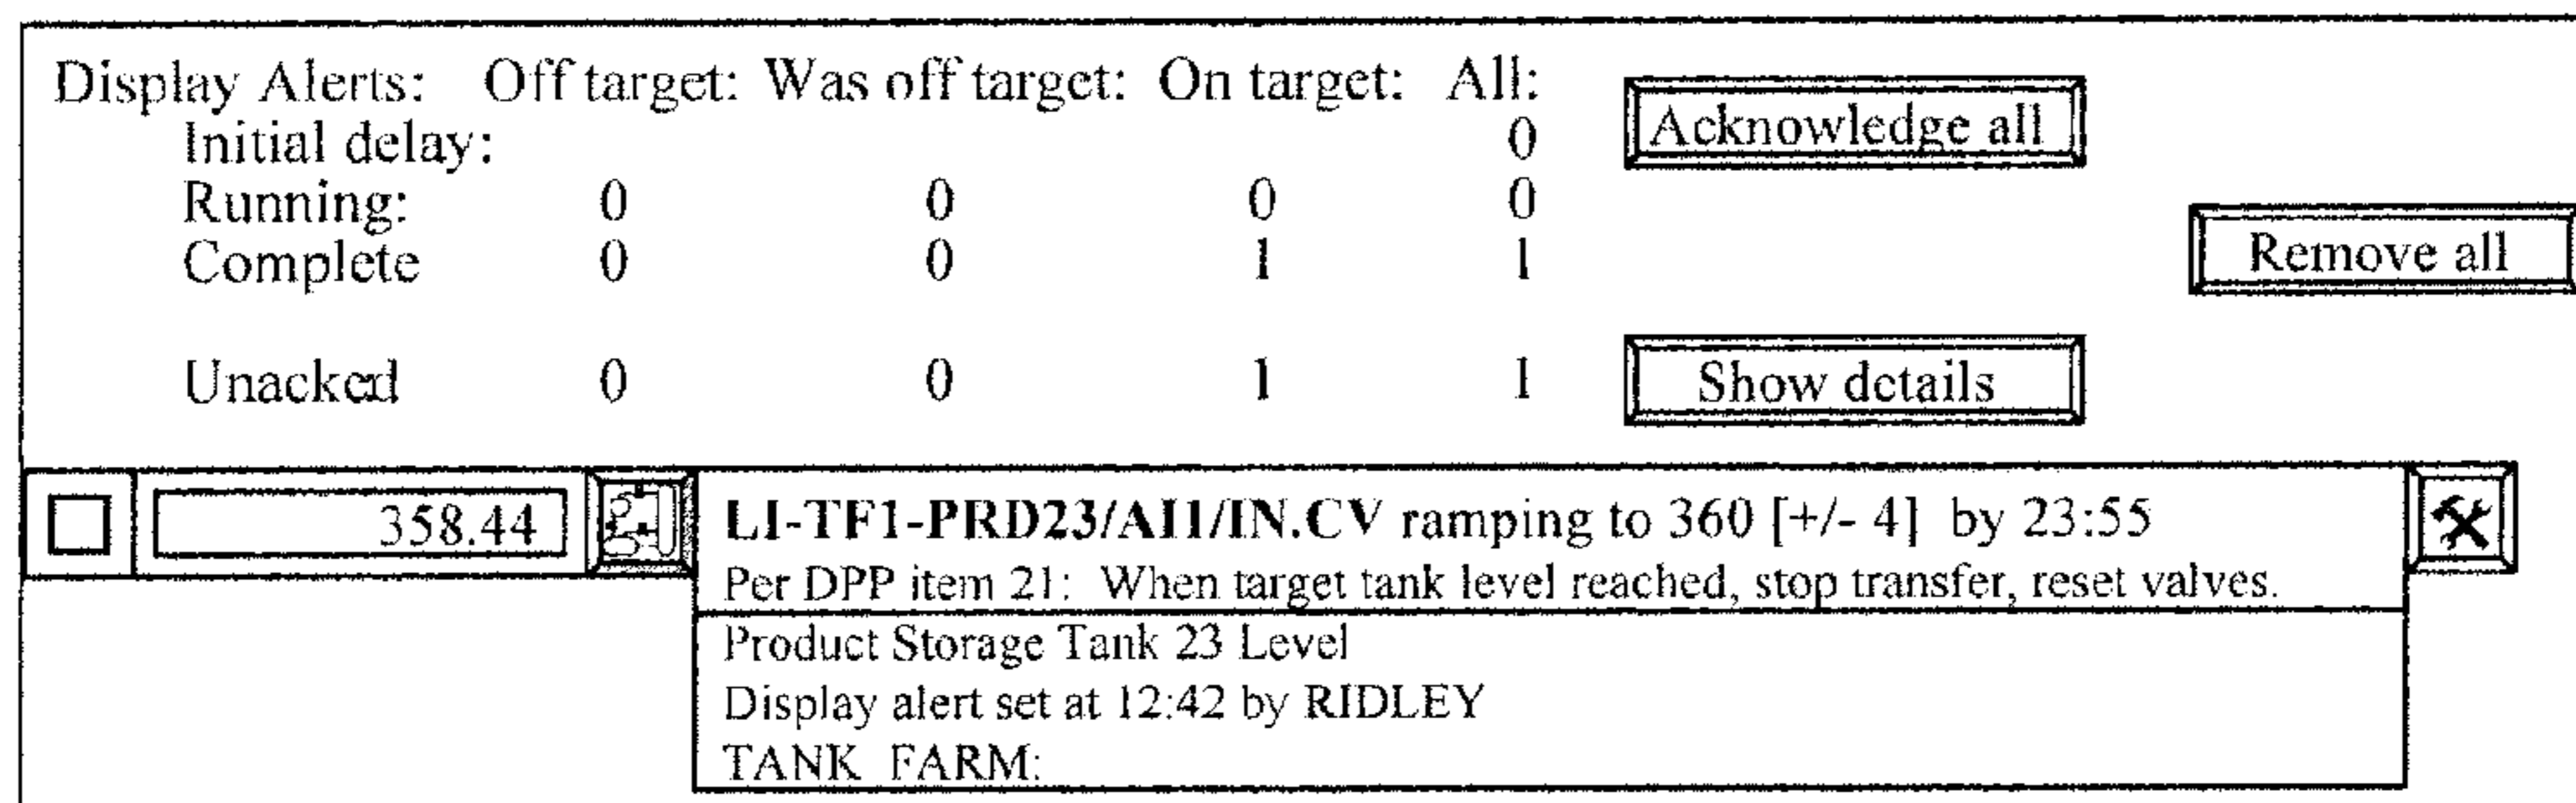 Display Alerts: Off target: Was off target: On target: All:
Initial delay: 0
Acknowledge all
Running: 0 0 0 0
Complete 0 0 1 1
Remove all
Unacked 0 0 1 1
Show details
358.44
LI-TF1-PRD23/AI1/IN.CV ramping to 360 [+/- 4] by 23:55
Per DPP item 21: When target tank level reached, stop transfer, reset valves.
Product Storage Tank 23 Level
Display alert set at 12:42 by RIDLEY
TANK FARM: